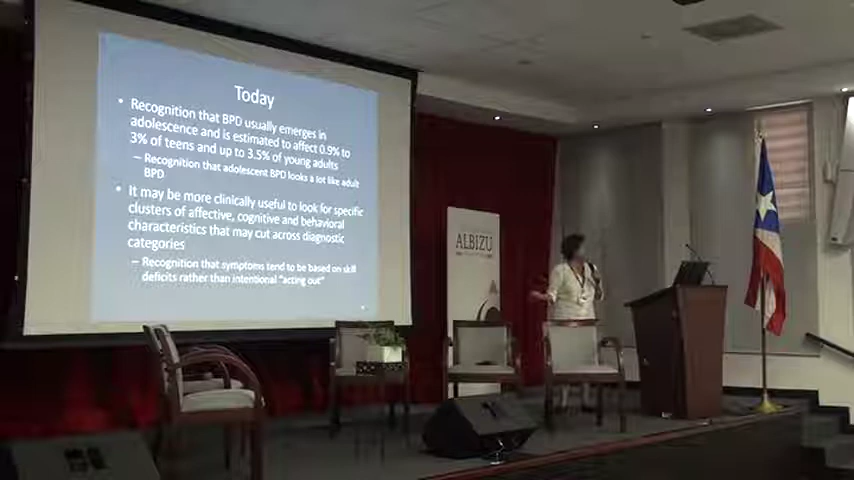 Today
• Recognition that BPD usually emerges in
adolescence and is estimated to affect 0.9% to
3% of teens and up to 3.5% of young adults
– Recognition that adolescent BPD looks a lot like adult
BPD
• It may be more clinically useful to look for specific
clusters of affective, cognitive and behavioral
characteristics that may cut across diagnostic
categories
– Recognition that symptoms tend to be based on skill
deficits rather than intentional "acting out"
ALBIZU